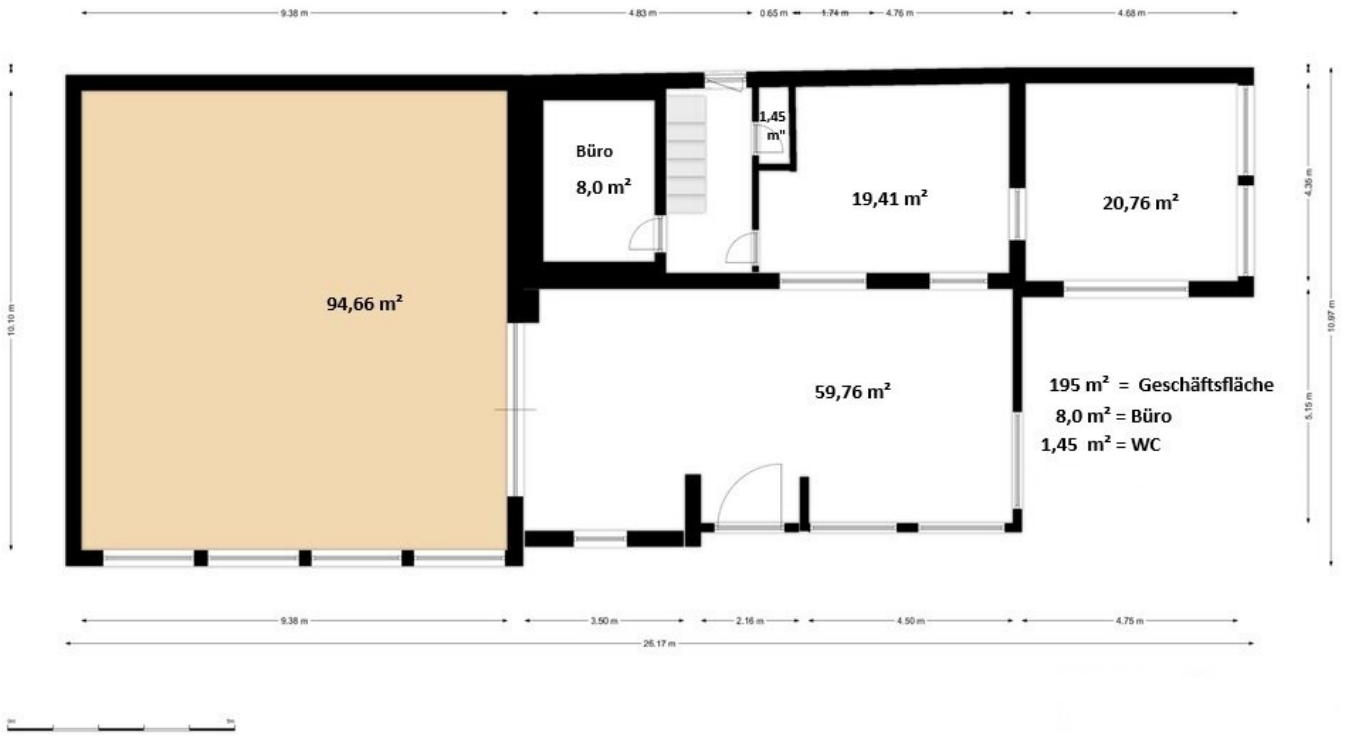 9.38 m
4.83 m
0.65 m
1.74 m
4.76 m
4.68 m
1,45
m"
Büro
8,0 m²
19,41 m²
20,76 m²
4.35 m
94,66 m²
10.10 m
10.97 m
59,76 m²
195 m² = Geschäftsfläche
8,0 m² = Büro
1,45 m² = WC
5.15 m
9.38 m
3.50 m
2.16 m
4.50 m
4.75 m
26.17 m
0m
5m